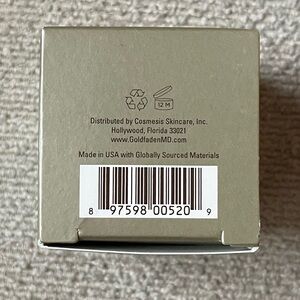 12 M
Distributed by Cosmesis Skincare, Inc.
Hollywood, Florida 33021
www.GoldfadenMD.com
Made in USA with Globally Sourced Materials
8 97598 00520 9